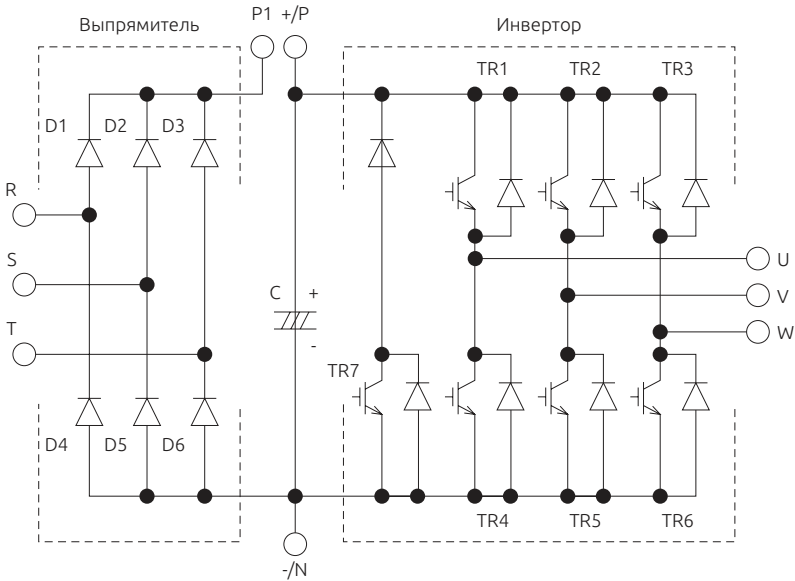 Выпрямитель
P1 +/P
Инвертор
TR1 TR2 TR3
D1 D2 D3
R
S
U
C +
V
T
-
W
TR7
D4 D5 D6
TR4 TR5 TR6
-/N